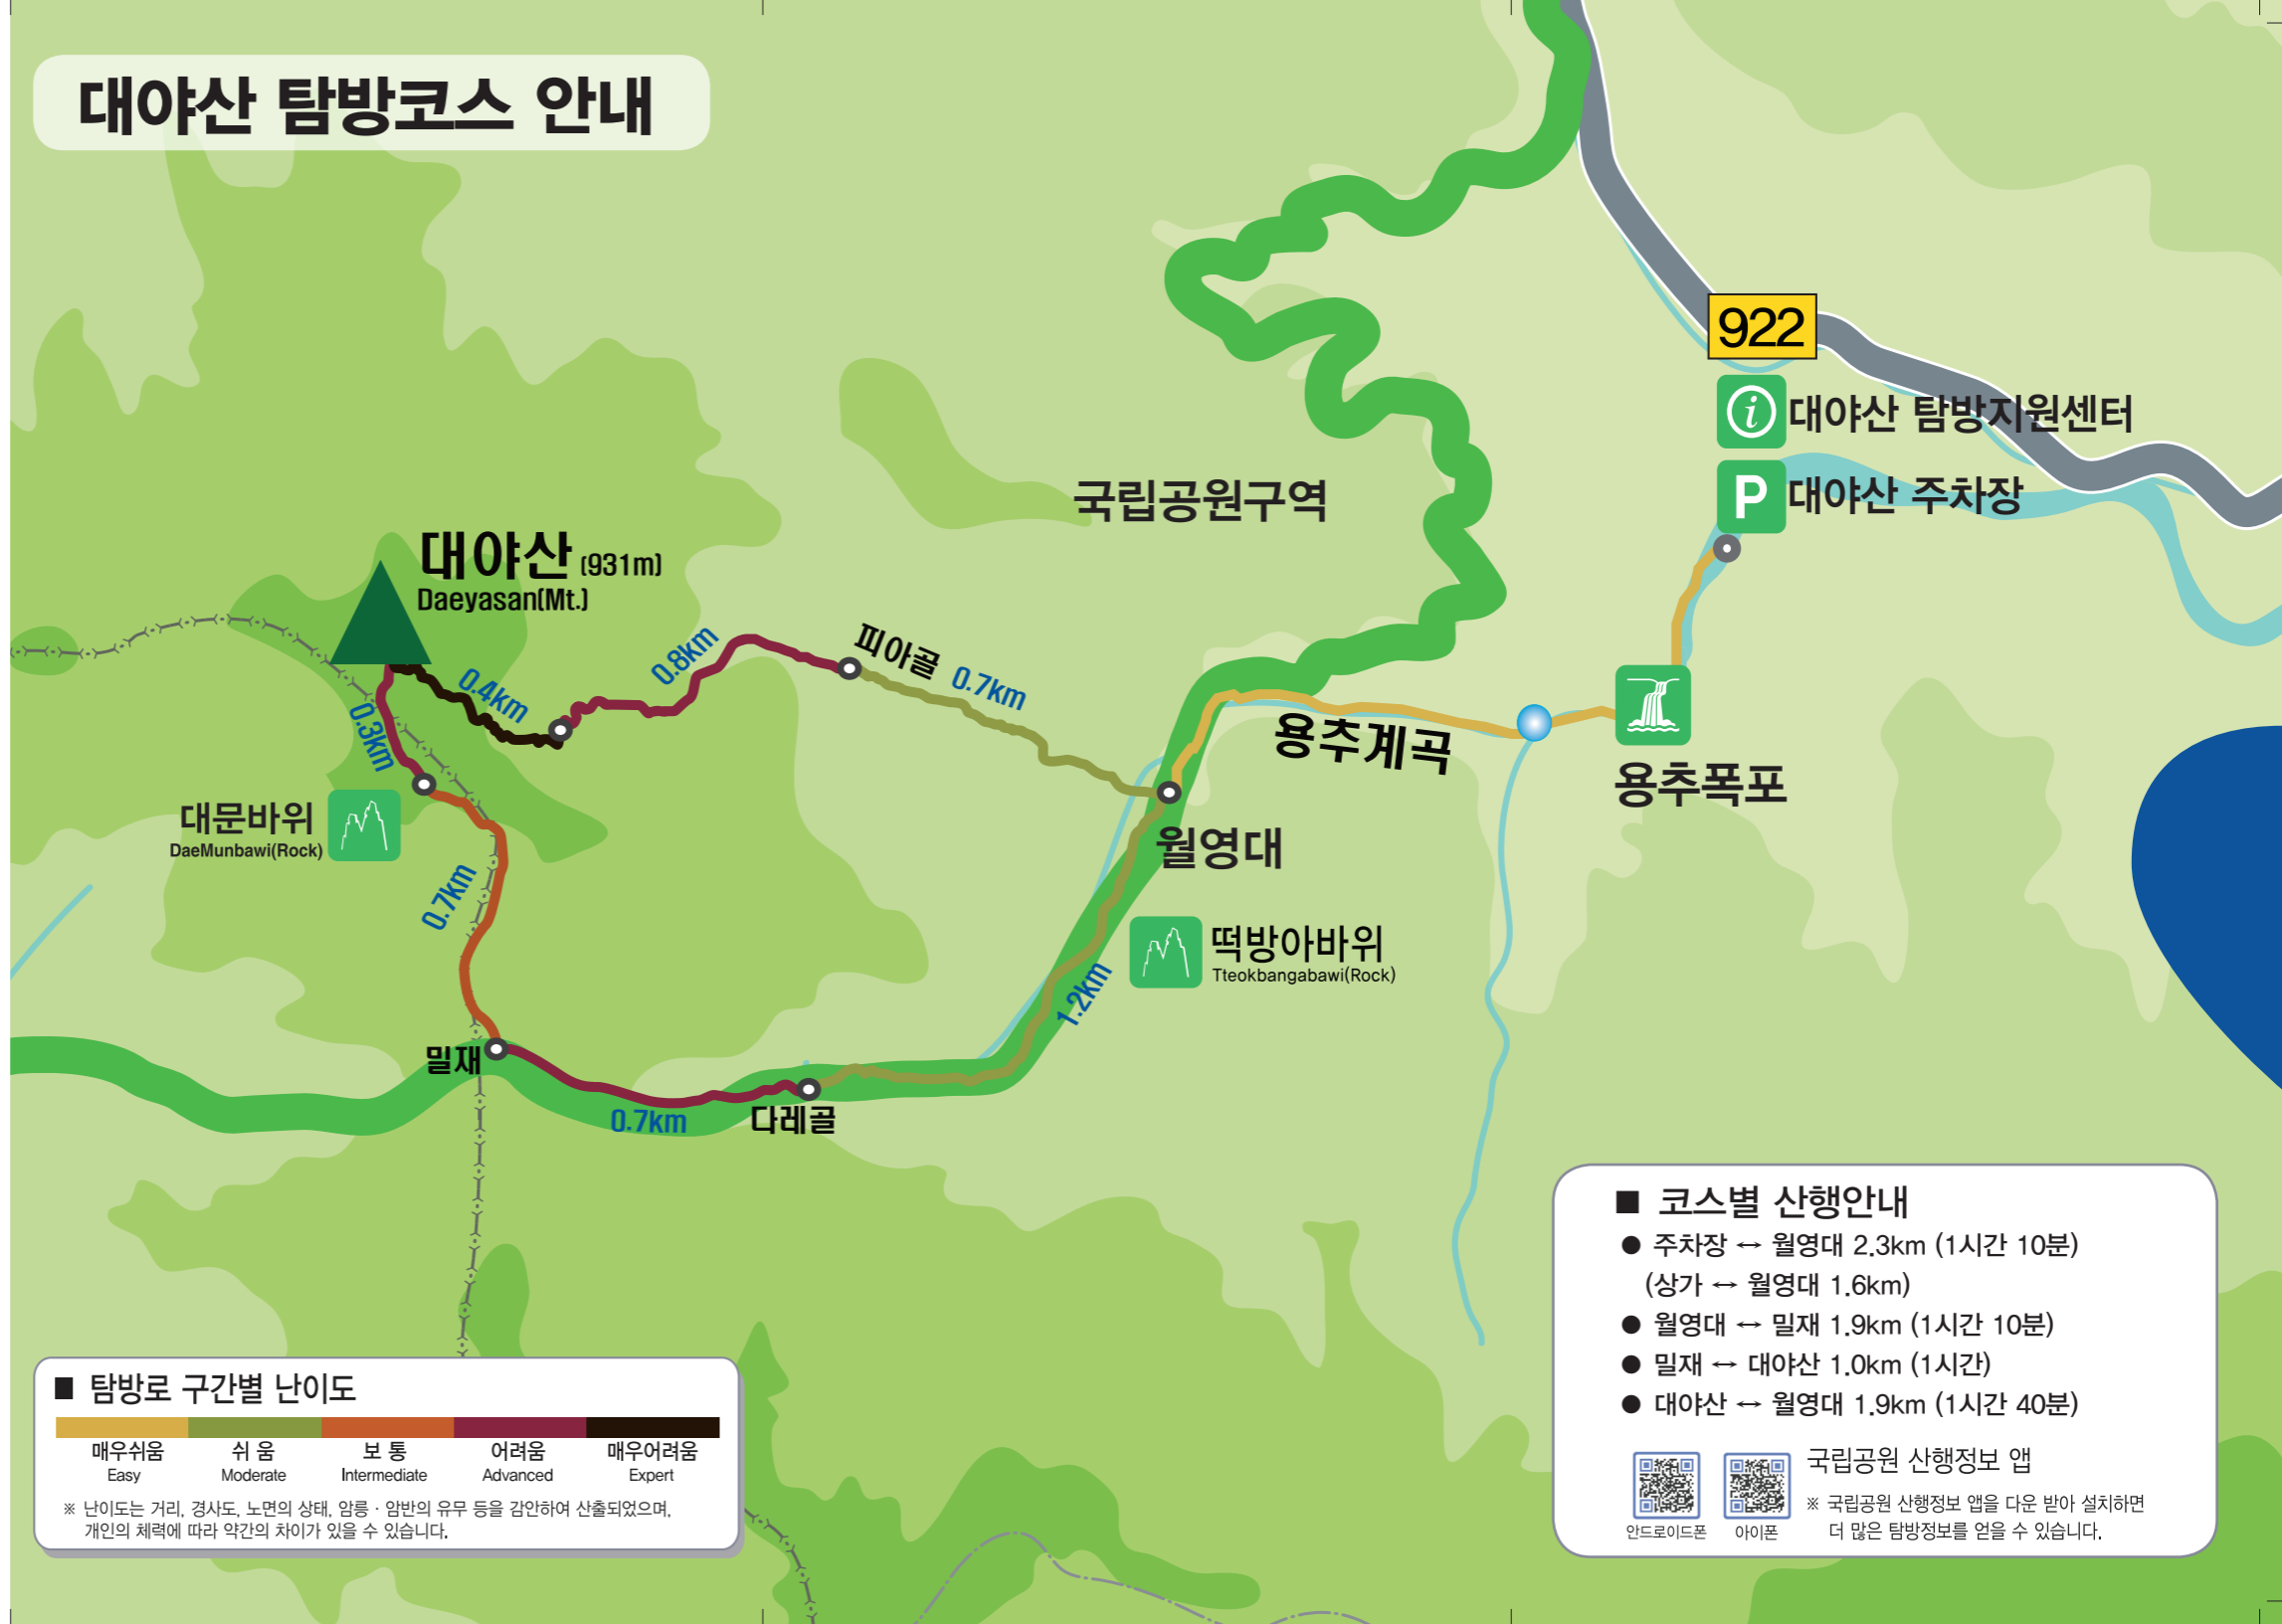 대야산 탐방코스 안내
922
대야산 탐방지원센터
P 대야산 주차장
국립공원구역
대야산 (931m)
Daeyasan(Mt.)
피아골
0.7km
0.8km
0.4km
0.3km
용추계곡
용추폭포
대문바위
DaeMunbawi(Rock)
월영대
0.7km
떡방아바위
Tteokbangabawi(Rock)
1.2km
밀재
0.7km
다레골
■ 코스별 산행안내
● 주차장 ↔ 월영대 2.3km (1시간 10분)
(상가 ↔ 월영대 1.6km)
● 월영대 ↔ 밀재 1.9km (1시간 10분)
● 밀재 ↔ 대야산 1.0km (1시간)
● 대야산 ↔ 월영대 1.9km (1시간 40분)
국립공원 산행정보 앱
※ 국립공원 산행정보 앱을 다운 받아 설치하면
더 많은 탐방정보를 얻을 수 있습니다.
안드로이드폰 아이폰
■ 탐방로 구간별 난이도
매우쉬움 쉬 움 보 통 어려움 매우어려움
Easy Moderate Intermediate Advanced Expert
※ 난이도는 거리, 경사도, 노면의 상태, 암릉 · 암반의 유무 등을 감안하여 산출되었으며,
개인의 체력에 따라 약간의 차이가 있을 수 있습니다.